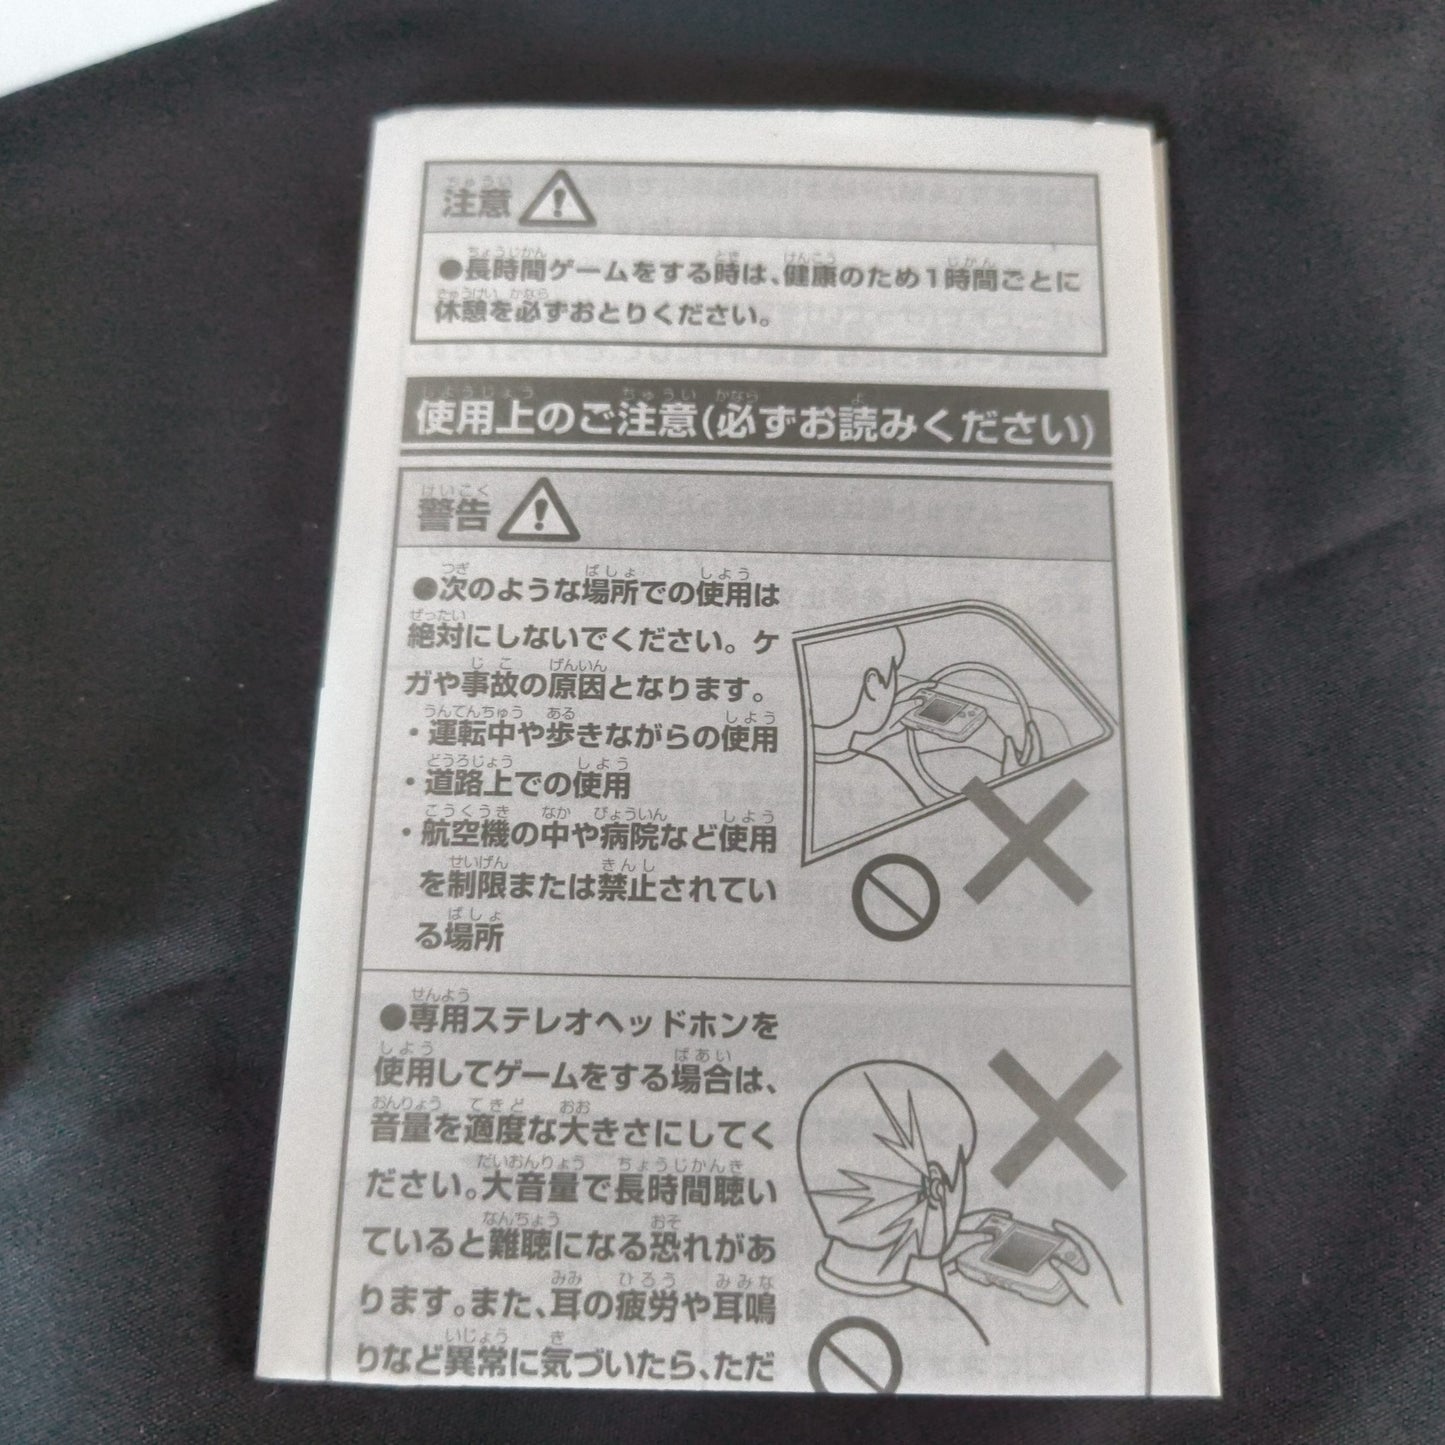 注意
●長時間ゲームをする時は、健康のため1時間ごとに
休憩を必ずおとりください。
使用上のご注意(必ずお読みください)
警告
●次のような場所での使用は
絶対にしないでください。ケ
ガや事故の原因となります。
・運転中や歩きながらの使用
・道路上での使用
・航空機の中や病院など使用
を制限または禁止されてい
る場所
●専用ステレオヘッドホンを
使用してゲームをする場合は、
音量を適度な大きさにしてく
ださい。大音量で長時間聴い
ていると難聴になる恐れがあ
ります。また、耳の疲労や耳鳴
りなど異常に気づいたら、ただ